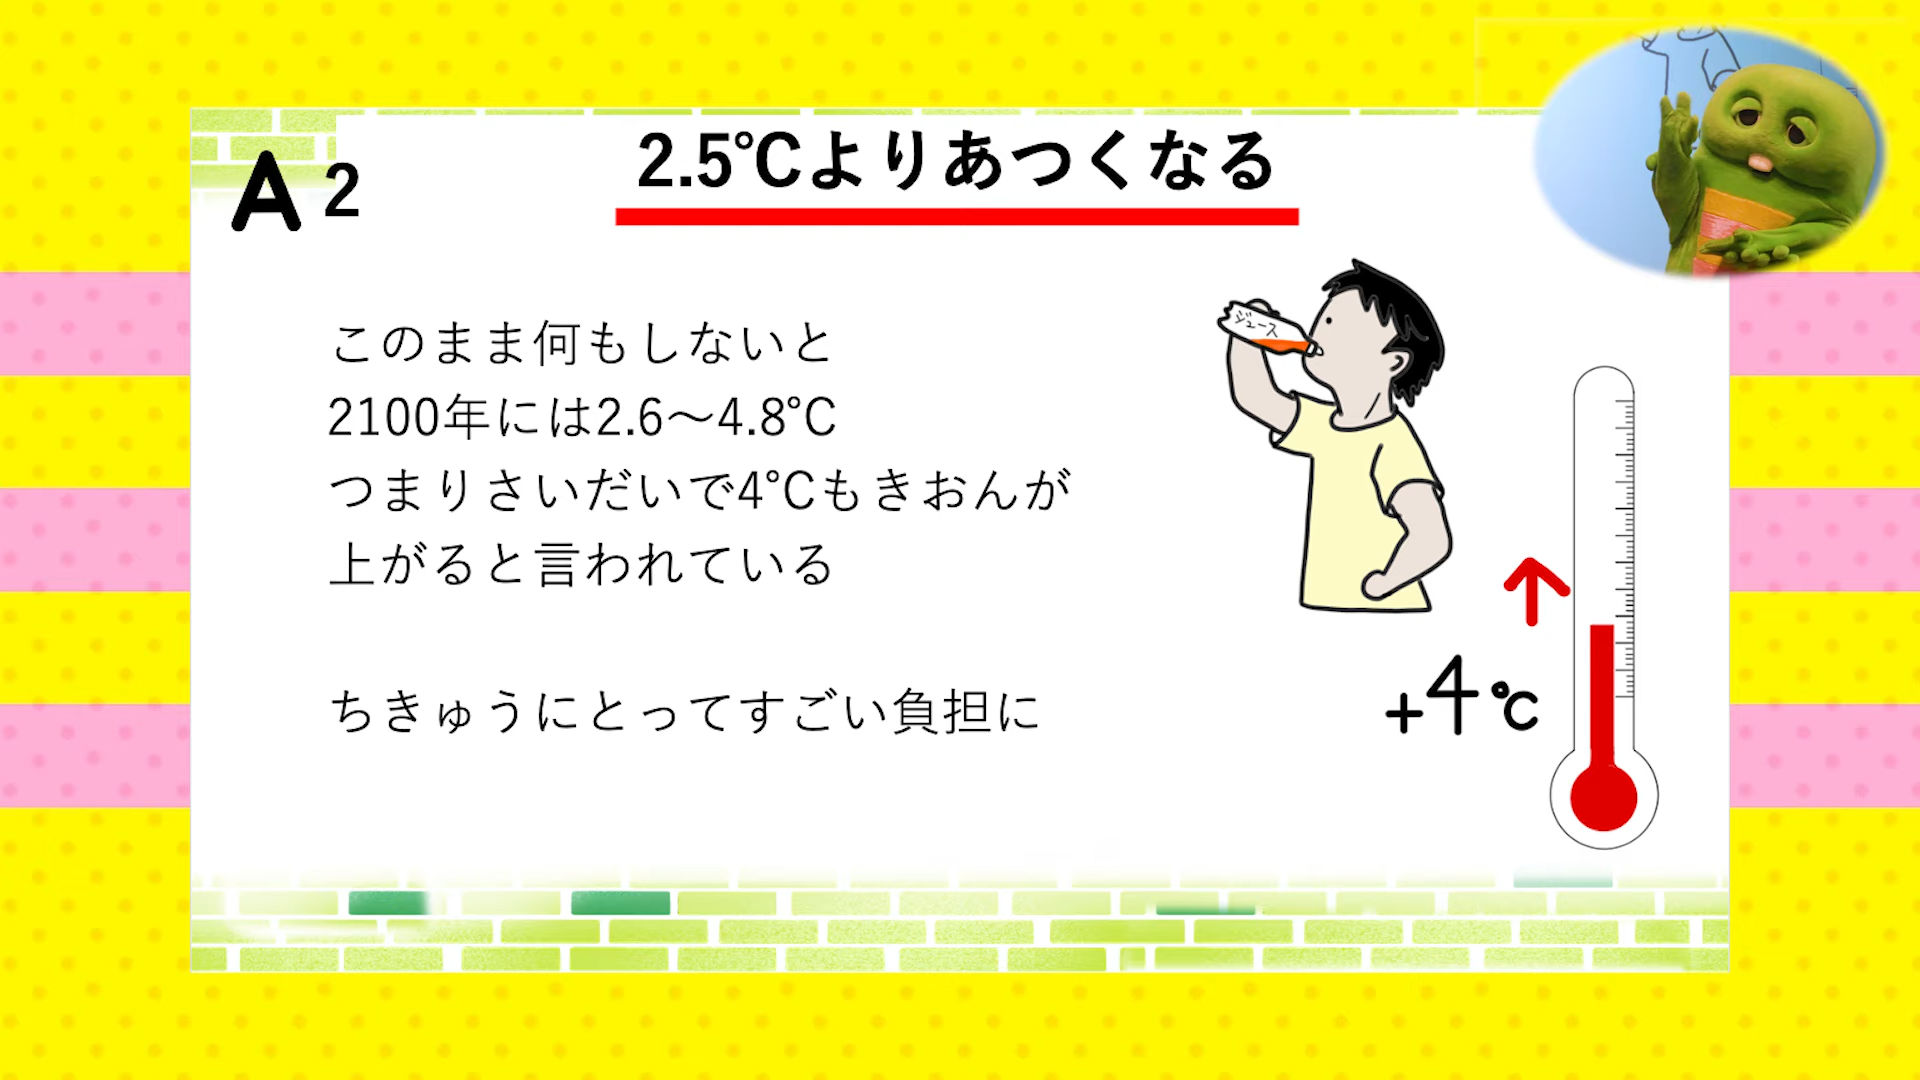 A 2
2.5℃よりあつくなる
このまま何もしないと
2100年には2.6～4.8℃
つまりさいだいで4℃もきおんが
上がると言われている
ちきゅうにとってすごい負担に
ジュース
+4℃